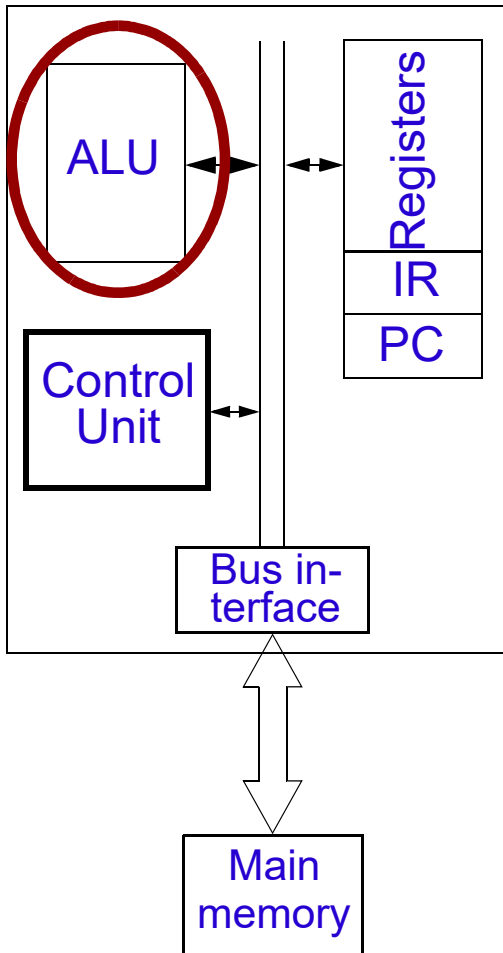 ALU
Registers
IR
PC
Control
Unit
Bus in-
terface
Main
memory